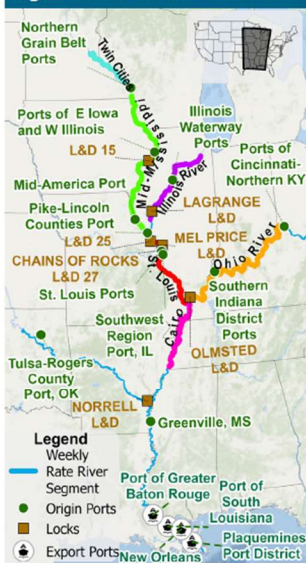 Northern
Grain Belt
Ports
Twin Cities
Ports of E Iowa
and W Illinois
L&D 15
Mid-Mississippi
Illinois
Waterway
Ports
Illinois River
Ports of
Cincinnati-
Northern KY
Mid-America Port
LAGRANGE
L&D
Pike-Lincoln
Counties Port
L&D 25
MEL PRICE
L&D
Ohio River
CHAINS OF ROCKS
L&D 27
St. Louis
St. Louis Ports
Southern
Indiana
District
Ports
Southwest
Region
Port, IL
Cairo
OLMSTED
L&D
Tulsa-Rogers
County
Port, OK
NORRELL
L&D
Greenville, MS
Legend
Weekly
Rate River
Segment
Origin Ports
Locks
Export Ports
Port of Greater
Baton Rouge
Port of
South
Louisiana
Plaquemines
Port District
New Orleans